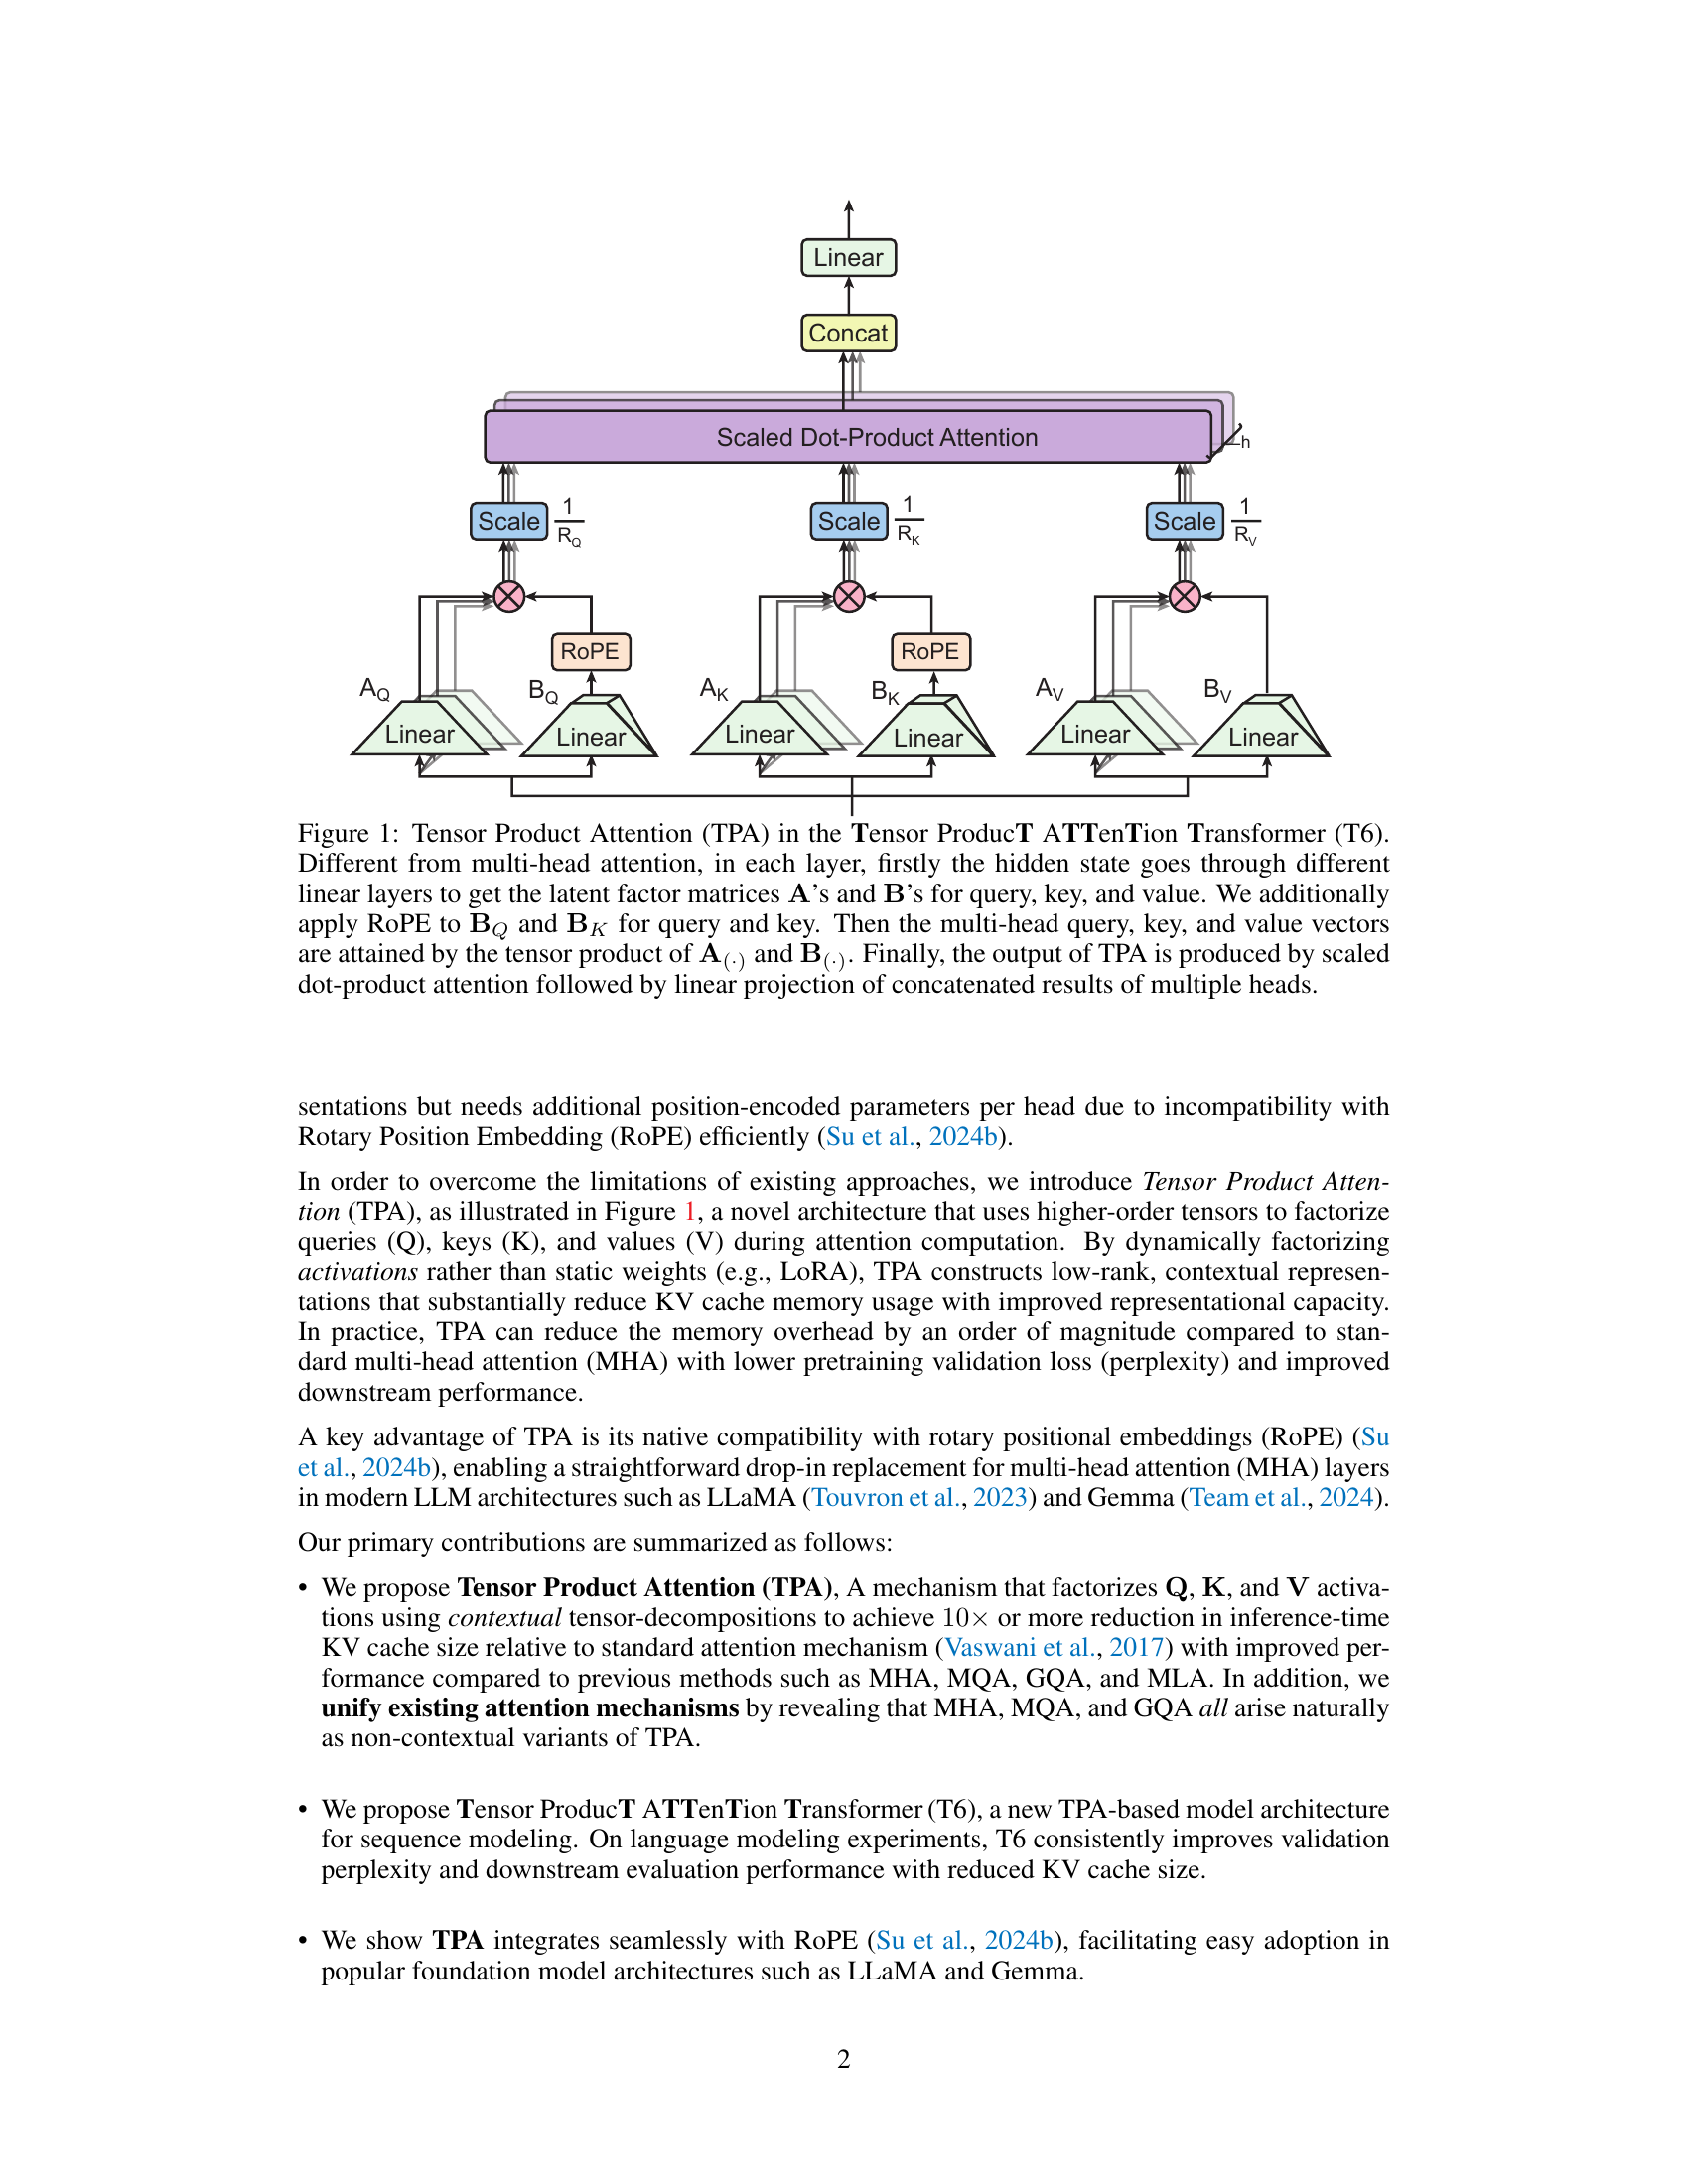 Linear
Concat
Scaled Dot-Product Attention
h
Scale 1/R_Q Scale 1/R_K Scale 1/R_V
RoPE RoPE
A_Q B_Q A_K B_K A_V B_V
Linear Linear Linear Linear Linear Linear
Figure 1: Tensor Product Attention (TPA) in the Tensor ProducT ATTenTion Transformer (T6).
Different from multi-head attention, in each layer, firstly the hidden state goes through different
linear layers to get the latent factor matrices A's and B's for query, key, and value. We additionally
apply RoPE to B_Q and B_K for query and key. Then the multi-head query, key, and value vectors
are attained by the tensor product of A_(·) and B_(·). Finally, the output of TPA is produced by scaled
dot-product attention followed by linear projection of concatenated results of multiple heads.
sentations but needs additional position-encoded parameters per head due to incompatibility with
Rotary Position Embedding (RoPE) efficiently (Su et al., 2024b).
In order to overcome the limitations of existing approaches, we introduce Tensor Product Atten-
tion (TPA), as illustrated in Figure 1, a novel architecture that uses higher-order tensors to factorize
queries (Q), keys (K), and values (V) during attention computation. By dynamically factorizing
activations rather than static weights (e.g., LoRA), TPA constructs low-rank, contextual represen-
tations that substantially reduce KV cache memory usage with improved representational capacity.
In practice, TPA can reduce the memory overhead by an order of magnitude compared to stan-
dard multi-head attention (MHA) with lower pretraining validation loss (perplexity) and improved
downstream performance.
A key advantage of TPA is its native compatibility with rotary positional embeddings (RoPE) (Su
et al., 2024b), enabling a straightforward drop-in replacement for multi-head attention (MHA) layers
in modern LLM architectures such as LLaMA (Touvron et al., 2023) and Gemma (Team et al., 2024).
Our primary contributions are summarized as follows:
• We propose Tensor Product Attention (TPA), A mechanism that factorizes Q, K, and V activa-
tions using contextual tensor-decompositions to achieve 10× or more reduction in inference-time
KV cache size relative to standard attention mechanism (Vaswani et al., 2017) with improved per-
formance compared to previous methods such as MHA, MQA, GQA, and MLA. In addition, we
unify existing attention mechanisms by revealing that MHA, MQA, and GQA all arise naturally
as non-contextual variants of TPA.
• We propose Tensor ProducT ATTenTion Transformer (T6), a new TPA-based model architecture
for sequence modeling. On language modeling experiments, T6 consistently improves validation
perplexity and downstream evaluation performance with reduced KV cache size.
• We show TPA integrates seamlessly with RoPE (Su et al., 2024b), facilitating easy adoption in
popular foundation model architectures such as LLaMA and Gemma.
2